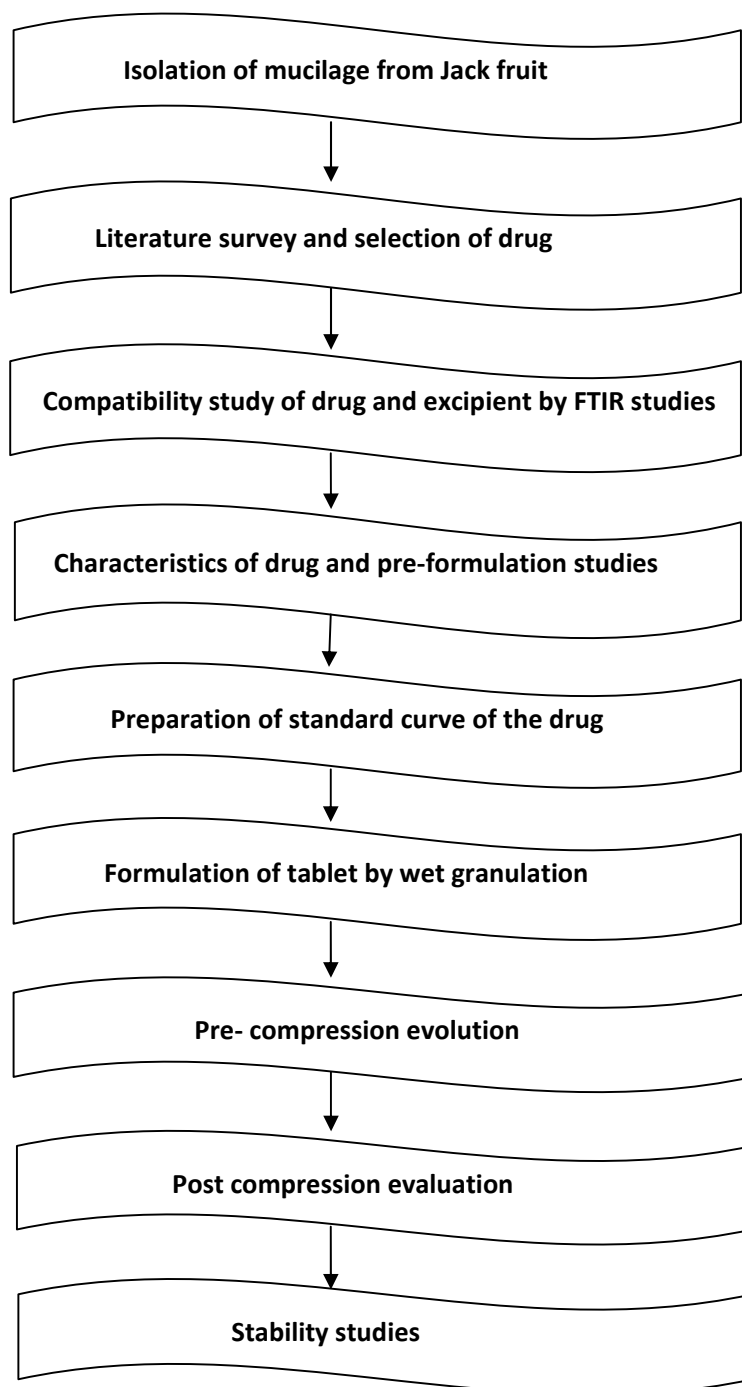 Isolation of mucilage from Jack fruit
Literature survey and selection of drug
Compatibility study of drug and excipient by FTIR studies
Characteristics of drug and pre-formulation studies
Preparation of standard curve of the drug
Formulation of tablet by wet granulation
Pre- compression evolution
Post compression evaluation
Stability studies